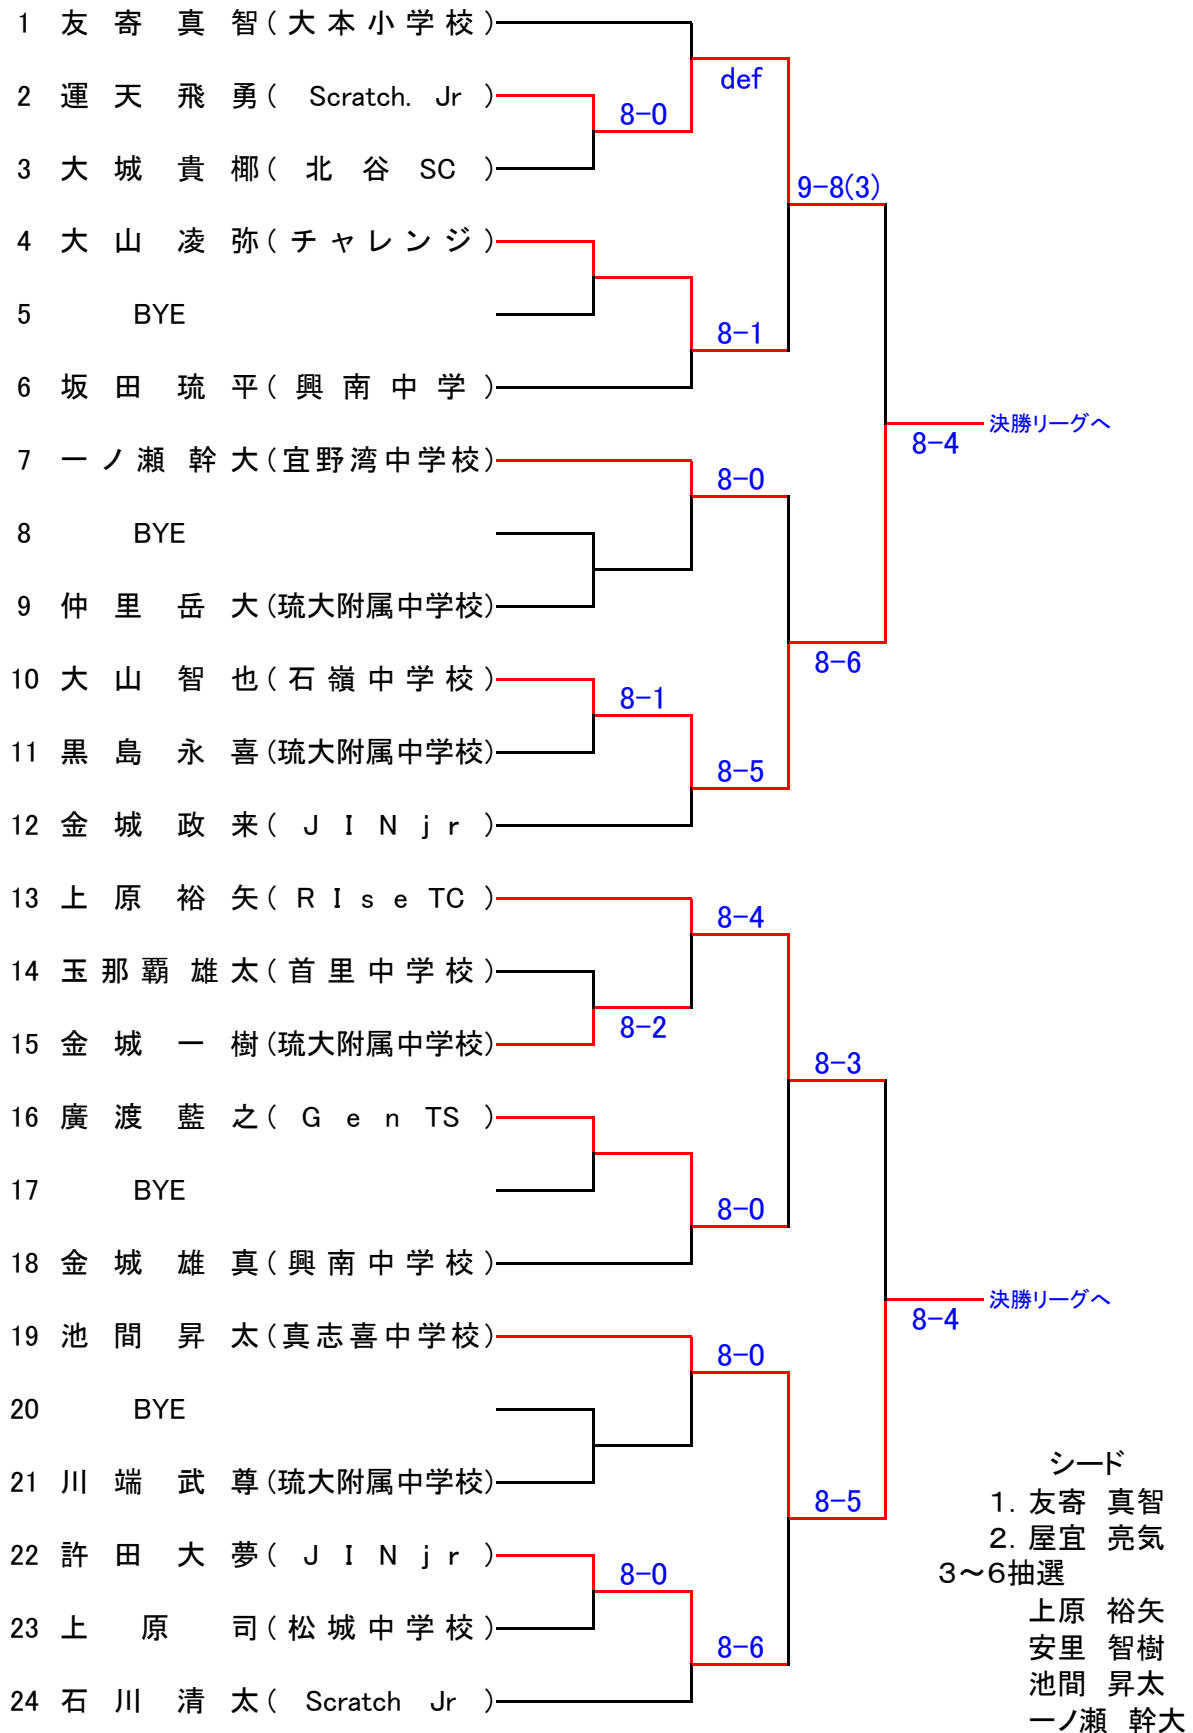 1 友寄 真智(大本小学校)
def
2 運天 飛勇( Scratch. Jr )
8-0
3 大城 貴梛( 北谷 SC )
9-8(3)
4 大山 凌弥(チャレンジ)
5 BYE
8-1
6 坂田 琉平( 興南中学 )
決勝リーグへ
8-4
7 一ノ瀬 幹大(宜野湾中学校)
8-0
8 BYE
9 仲里 岳大(琉大附属中学校)
8-6
10 大山 智也(石嶺中学校)
8-1
11 黒島 永喜(琉大附属中学校)
8-5
12 金城 政来( JINjr )
13 上原 裕矢( RIse TC )
8-4
14 玉那覇 雄太(首里中学校)
8-2
15 金城 一樹(琉大附属中学校)
8-3
16 廣渡 藍之( Gen TS )
17 BYE
8-0
18 金城 雄真(興南中学校)
決勝リーグへ
8-4
19 池間 昇太(真志喜中学校)
8-0
20 BYE
21 川端 武尊(琉大附属中学校)
8-5
22 許田 大夢( JINjr )
8-0
23 上原 司(松城中学校)
8-6
24 石川 清太( Scratch Jr )
シード
1. 友寄 真智
2. 屋宜 亮気
3～6抽選
上原 裕矢
安里 智樹
池間 昇太
一ノ瀬 幹大